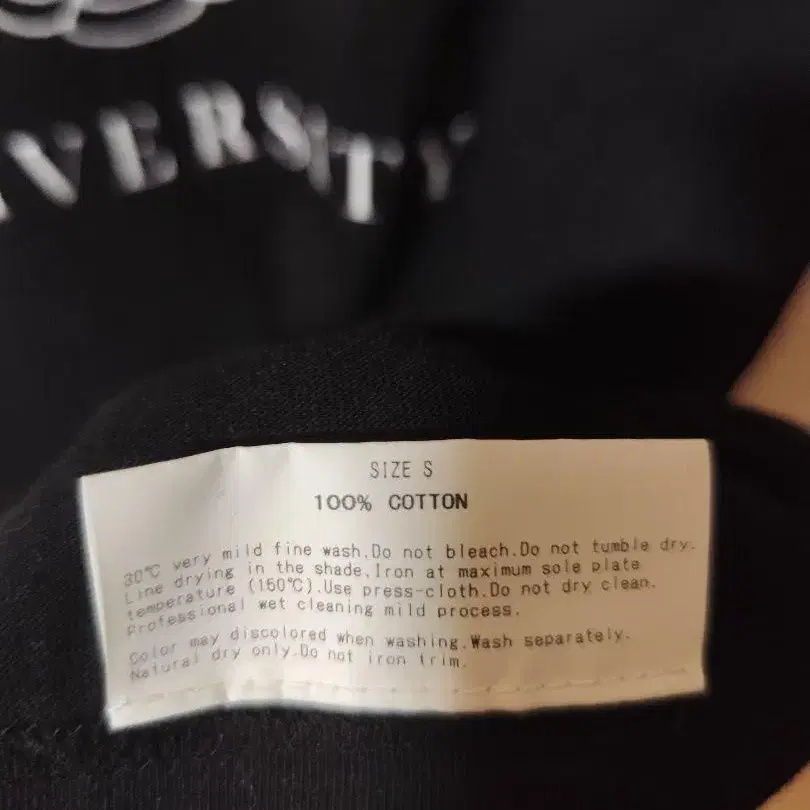 IVERSITY
SIZE S
100% COTTON
30℃ very mild fine wash.Do not bleach.Do not tumble dry.
Line drying in the shade.Iron at maximum sole plate
temperature (150℃).Use press-cloth.Do not dry clean.
Professional wet cleaning mild process.
Color may discolored when washing.Wash separately.
Natural dry only.Do not iron trim.